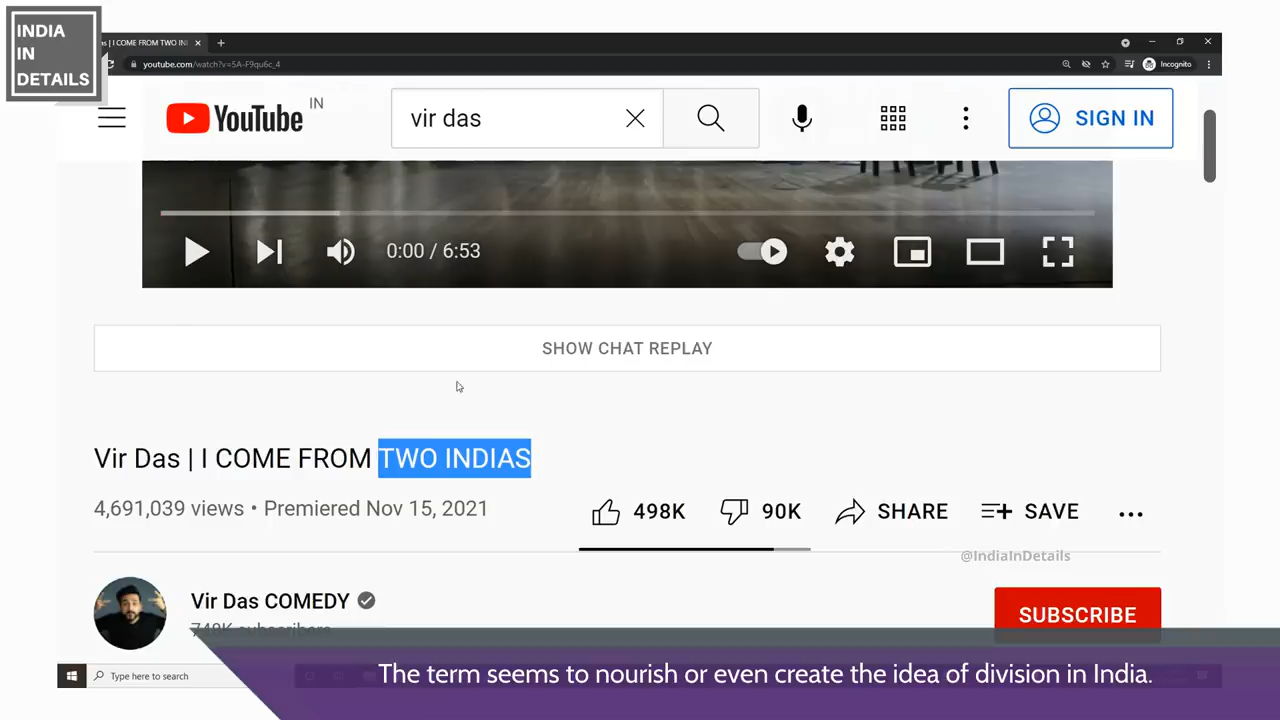 INDIA
IN
DETAILS
| I COME FROM TWO INI
youtube.com/watch?v=5A-F9qu6c_4
Incognito
YouTube IN
vir das
SIGN IN
0:00 / 6:53
SHOW CHAT REPLAY
Vir Das | I COME FROM TWO INDIAS
4,691,039 views • Premiered Nov 15, 2021
498K
90K
SHARE
SAVE
@IndiaInDetails
Vir Das COMEDY
748K subscribers
SUBSCRIBE
Type here to search
The term seems to nourish or even create the idea of division in India.